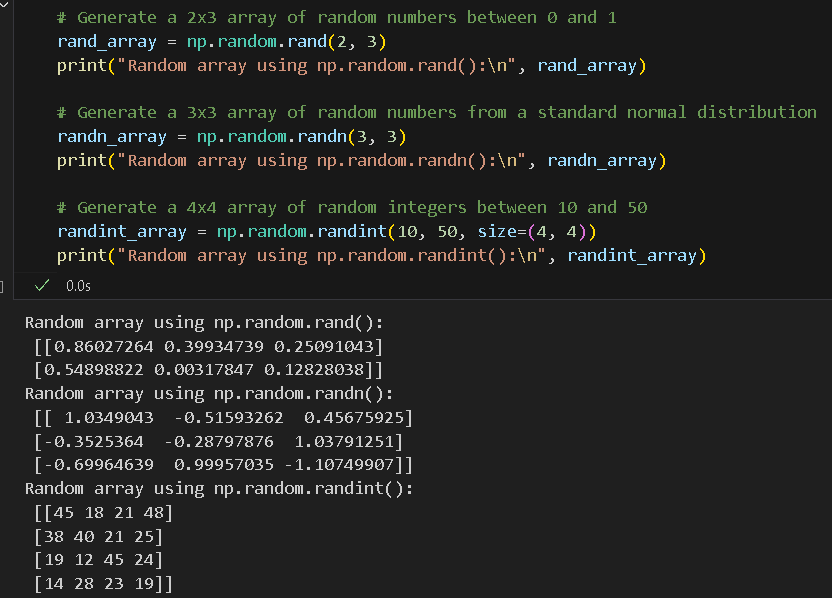 # Generate a 2x3 array of random numbers between 0 and 1
rand_array = np.random.rand(2, 3)
print("Random array using np.random.rand():\n", rand_array)
# Generate a 3x3 array of random numbers from a standard normal distribution
randn_array = np.random.randn(3, 3)
print("Random array using np.random.randn():\n", randn_array)
# Generate a 4x4 array of random integers between 10 and 50
randint_array = np.random.randint(10, 50, size=(4, 4))
print("Random array using np.random.randint():\n", randint_array)
] ✓ 0.0s
Random array using np.random.rand():
[[0.86027264 0.39934739 0.25091043]
[0.54898822 0.00317847 0.12828038]]
Random array using np.random.randn():
[[ 1.0349043  -0.51593262  0.45675925]
[-0.3525364  -0.28797876  1.03791251]
[-0.69964639  0.99957035 -1.10749907]]
Random array using np.random.randint():
[[45 18 21 48]
[38 40 21 25]
[19 12 45 24]
[14 28 23 19]]